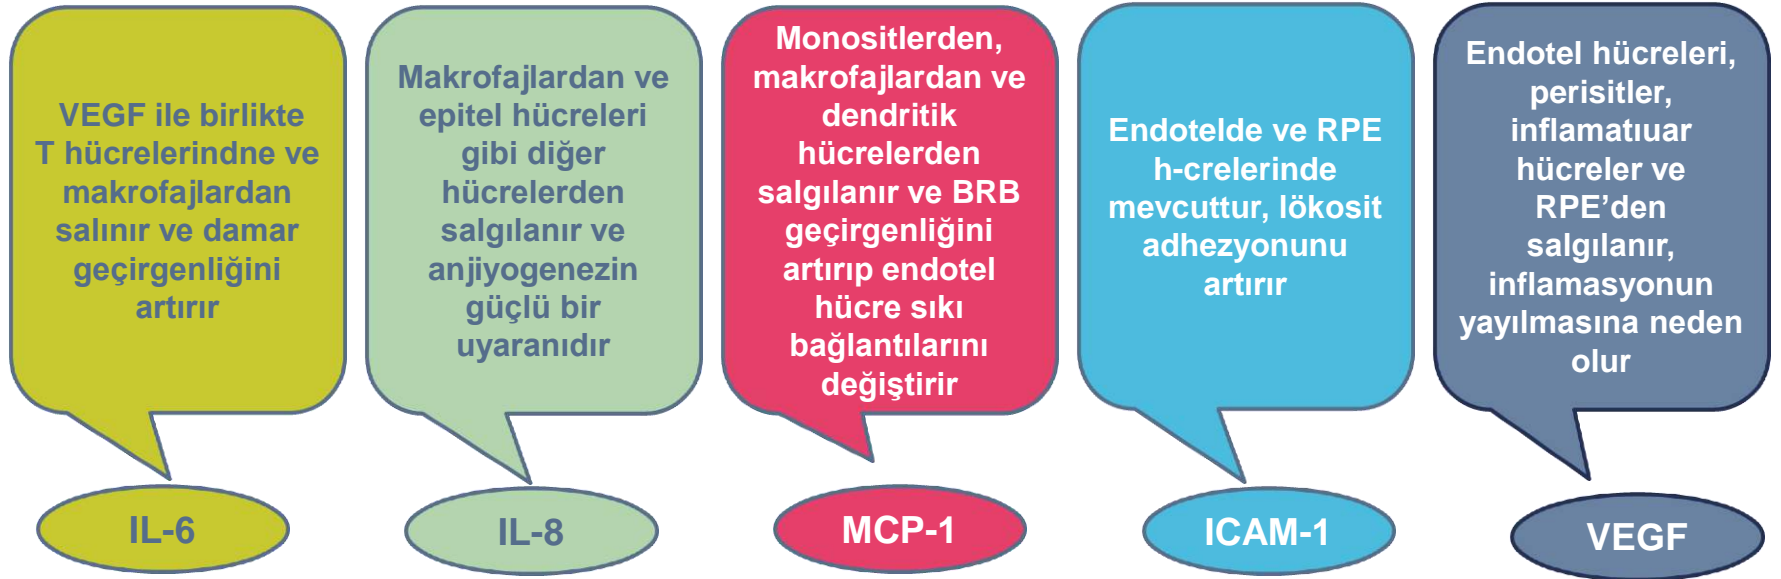 VEGF ile birlikte
T hücrelerindne ve
makrofajlardan
salınır ve damar
geçirgenliğini
artırır
IL-6
Makrofajlardan ve
epitel hücreleri
gibi diğer
hücrelerden
salgılanır ve
anjiyogenezin
güçlü bir
uyaranıdır
IL-8
Monositlerden,
makrofajlardan ve
dendritik
hücrelerden
salgılanır ve BRB
geçirgenliğini
artırıp endotel
hücre sıkı
bağlantılarını
değiştirir
MCP-1
Endotelde ve RPE
h-crelerinde
mevcuttur, lökosit
adhezyonunu
artırır
ICAM-1
Endotel hücreleri,
perisitler,
inflamatıuar
hücreler ve
RPE’den
salgılanır,
inflamasyonun
yayılmasına neden
olur
VEGF